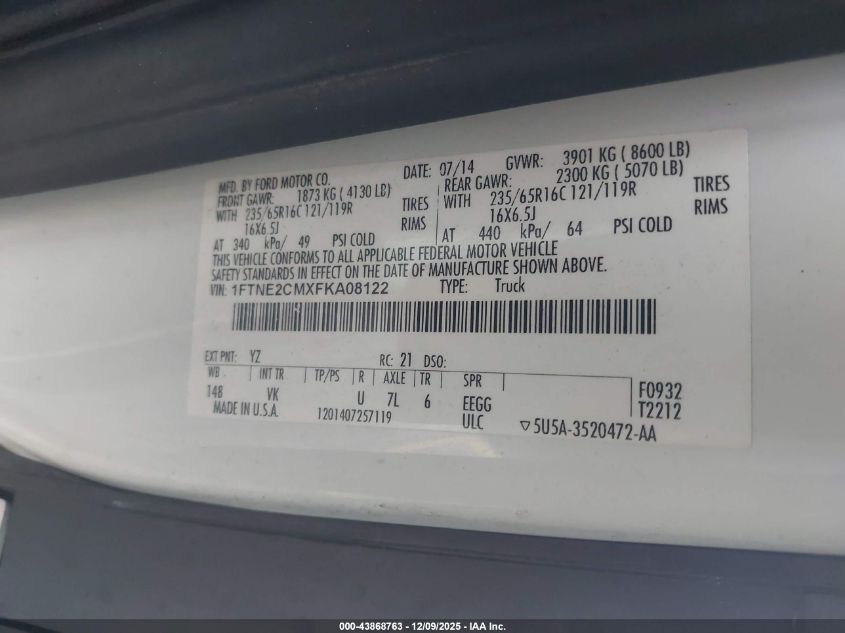 MFD. BY FORD MOTOR CO. DATE: 07/14 GVWR: 3901 KG ( 8600 LB)
FRONT GAWR: 1873 KG ( 4130 LB) REAR GAWR: 2300 KG ( 5070 LB)
WITH 235/65R16C 121/119R TIRES WITH 235/65R16C 121/119R TIRES
16X6.5J RIMS 16X6.5J RIMS
AT 340 kPa/ 49 PSI COLD AT 440 kPa/ 64 PSI COLD
THIS VEHICLE CONFORMS TO ALL APPLICABLE FEDERAL MOTOR VEHICLE
SAFETY STANDARDS IN EFFECT ON THE DATE OF MANUFACTURE SHOWN ABOVE.
VIN: 1FTNE2CMXFKA08122 TYPE: Truck
EXT PNT: YZ RC: 21 DSO:
WB INT TR TP/PS R AXLE TR SPR
148 VK U 7L 6 EEGG F0932
MADE IN U.S.A. 1201407257119 ULC T2212
▽5U5A-3520472-AA
000-43868763 - 12/09/2025 - IAA Inc.